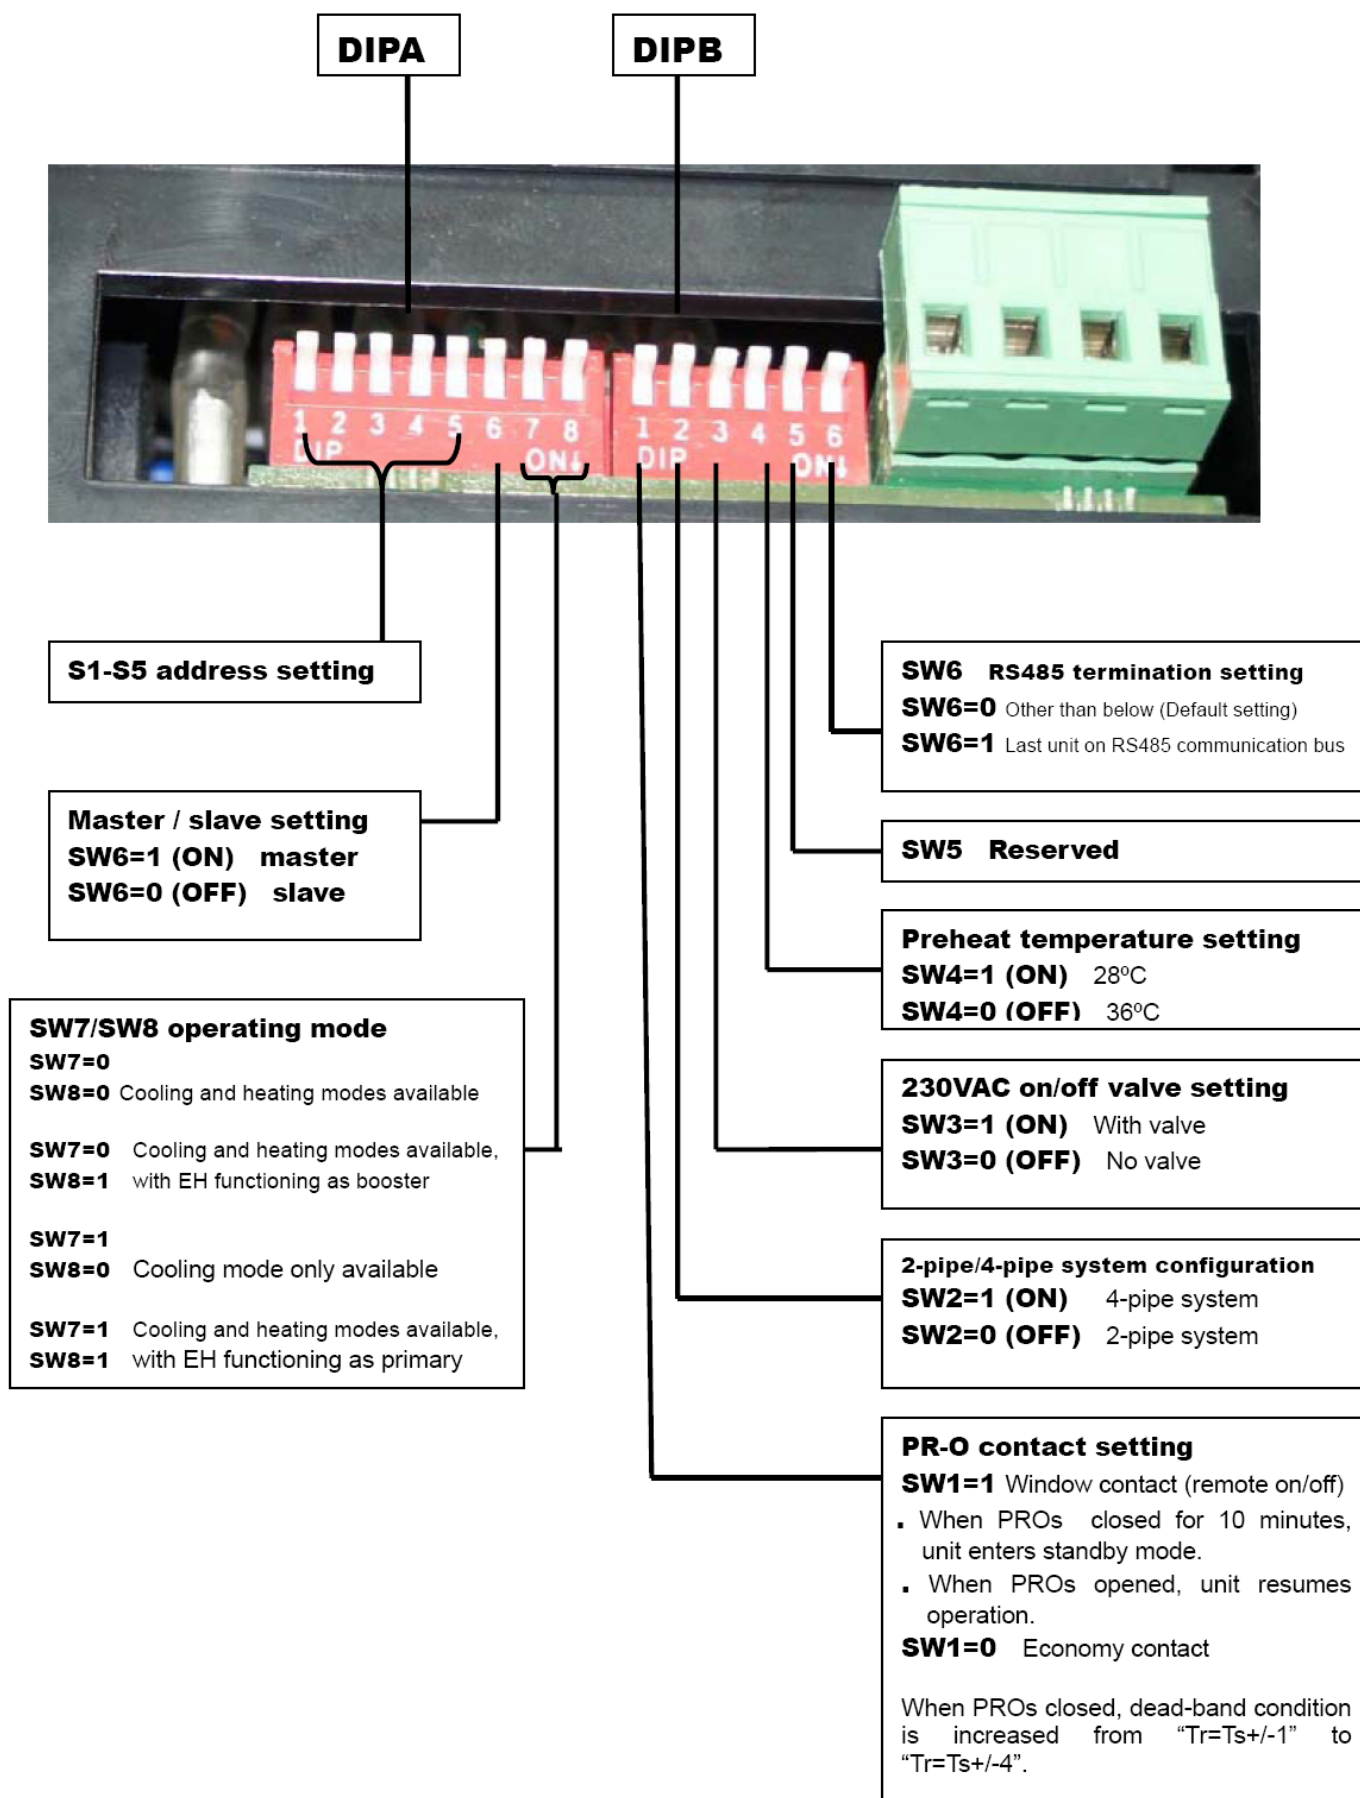 DIPA
DIPB
1 2 3 4 5 6 7 8
DIP ON↓
1 2 3 4 5 6
DIP ON↓
S1-S5 address setting
Master / slave setting
SW6=1 (ON) master
SW6=0 (OFF) slave
SW7/SW8 operating mode
SW7=0
SW8=0 Cooling and heating modes available
SW7=0 Cooling and heating modes available,
SW8=1 with EH functioning as booster
SW7=1
SW8=0 Cooling mode only available
SW7=1 Cooling and heating modes available,
SW8=1 with EH functioning as primary
SW6 RS485 termination setting
SW6=0 Other than below (Default setting)
SW6=1 Last unit on RS485 communication bus
SW5 Reserved
Preheat temperature setting
SW4=1 (ON) 28ºC
SW4=0 (OFF) 36ºC
230VAC on/off valve setting
SW3=1 (ON) With valve
SW3=0 (OFF) No valve
2-pipe/4-pipe system configuration
SW2=1 (ON) 4-pipe system
SW2=0 (OFF) 2-pipe system
PR-O contact setting
SW1=1 Window contact (remote on/off)
. When PROs closed for 10 minutes,
unit enters standby mode.
. When PROs opened, unit resumes
operation.
SW1=0 Economy contact
When PROs closed, dead-band condition
is increased from “Tr=Ts+/-1” to
“Tr=Ts+/-4”.